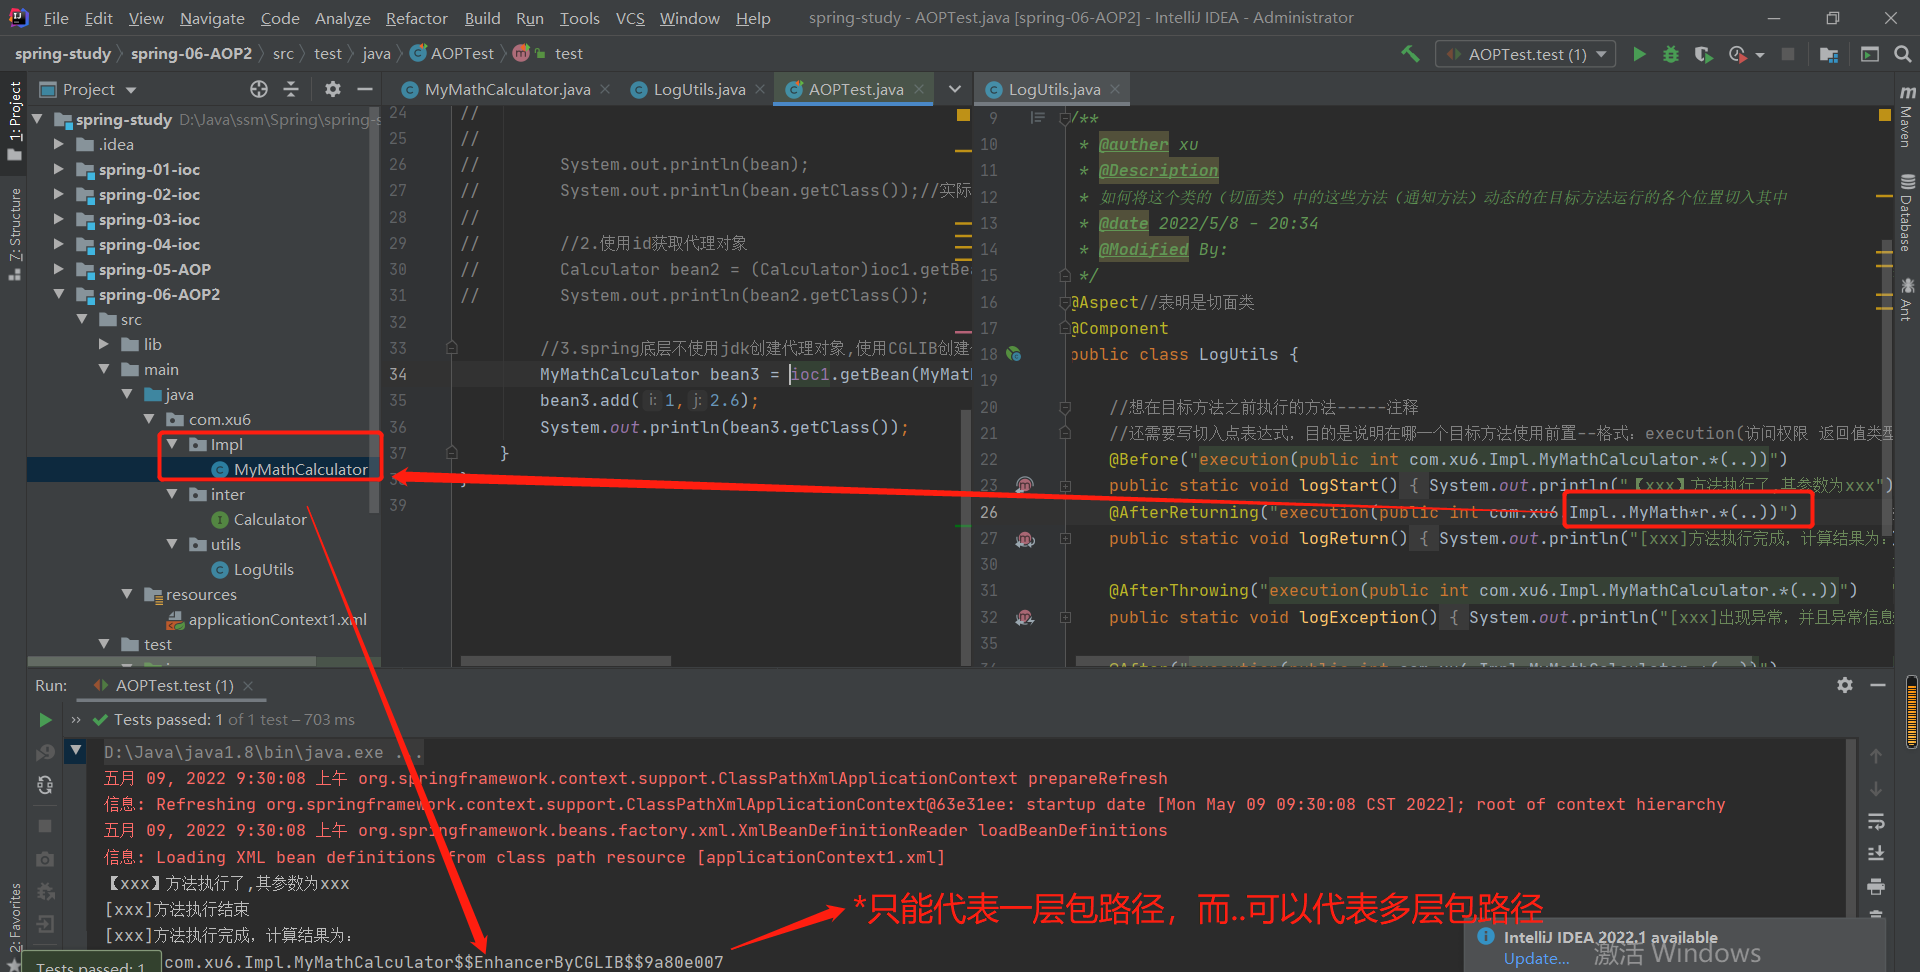 File Edit View Navigate Code Analyze Refactor Build Run Tools VCS Window Help spring-study - AOPTest.java [spring-06-AOP2] - IntelliJ IDEA - Administrator
spring-study spring-06-AOP2 src test java AOPTest test AOPTest.test (1)
Project MyMathCalculator.java LogUtils.java AOPTest.java LogUtils.java
1: Project
7: Structure
2: Favorites
Maven
Database
Ant
spring-study D:\Java\ssm\Spring\spring-s
.idea
spring-01-ioc
spring-02-ioc
spring-03-ioc
spring-04-ioc
spring-05-AOP
spring-06-AOP2
src
lib
main
java
com.xu6
Impl
MyMathCalculator
inter
Calculator
utils
LogUtils
resources
applicationContext1.xml
test
24 //
25 //
26 // System.out.println(bean);
27 // System.out.println(bean.getClass());//实际
28 //
29 // //2.使用id获取代理对象
30 // Calculator bean2 = (Calculator)ioc1.getBea
31 // System.out.println(bean2.getClass());
32
33 //3.spring底层不使用jdk创建代理对象,使用CGLIB创建
34 MyMathCalculator bean3 = ioc1.getBean(MyMath
35 bean3.add( i: 1, j: 2.6);
36 System.out.println(bean3.getClass());
37 }
}
39
9 /**
10 * @auther xu
11 * @Description
12 * 如何将这个类的（切面类）中的这些方法（通知方法）动态的在目标方法运行的各个位置切入其中
13 * @date 2022/5/8 - 20:34
14 * @Modified By:
15 */
16 @Aspect//表明是切面类
17 @Component
18 public class LogUtils {
19
20 //想在目标方法之前执行的方法-----注释
21 //还需要写切入点表达式，目的是说明在哪一个目标方法使用前置--格式：execution(访问权限 返回值类型
22 @Before("execution(public int com.xu6.Impl.MyMathCalculator.*(..))")
23 public static void logStart() { System.out.println("【xxx】方法执行了,其参数为xxx")
26 @AfterReturning("execution(public int com.xu6 Impl..MyMath*r.*(..))")
27 public static void logReturn() { System.out.println("[xxx]方法执行完成，计算结果为:
30
31 @AfterThrowing("execution(public int com.xu6.Impl.MyMathCalculator.*(..))")
32 public static void logException() { System.out.println("[xxx]出现异常，并且异常信息
35
@After("execution(public int com.xu6.Impl.MyMathCalculator.*(..))")
Run: AOPTest.test (1)
Tests passed: 1 of 1 test – 703 ms
D:\Java\java1.8\bin\java.exe ...
五月 09, 2022 9:30:08 上午 org.springframework.context.support.ClassPathXmlApplicationContext prepareRefresh
信息: Refreshing org.springframework.context.support.ClassPathXmlApplicationContext@63e31ee: startup date [Mon May 09 09:30:08 CST 2022]; root of context hierarchy
五月 09, 2022 9:30:08 上午 org.springframework.beans.factory.xml.XmlBeanDefinitionReader loadBeanDefinitions
信息: Loading XML bean definitions from class path resource [applicationContext1.xml]
【xxx】方法执行了,其参数为xxx
[xxx]方法执行结束
[xxx]方法执行完成，计算结果为:
com.xu6.Impl.MyMathCalculator$$EnhancerByCGLIB$$9a80e007
*只能代表一层包路径，而..可以代表多层包路径
Tests passed: 1
IntelliJ IDEA 2022.1 available
Update...
激活 Windows